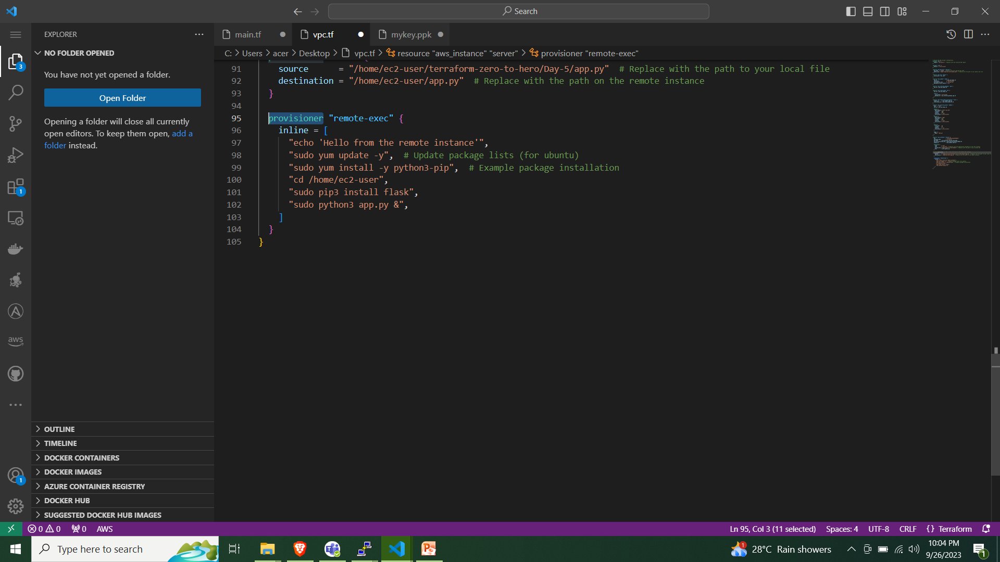 Search
EXPLORER
NO FOLDER OPENED
You have not yet opened a folder.
Open Folder
Opening a folder will close all currently
open editors. To keep them open, add a
folder instead.
OUTLINE
TIMELINE
DOCKER CONTAINERS
DOCKER IMAGES
AZURE CONTAINER REGISTRY
DOCKER HUB
SUGGESTED DOCKER HUB IMAGES
3
1
aws
1
main.tf
vpc.tf
mykey.ppk
C: > Users > acer > Desktop > vpc.tf > resource "aws_instance" "server" > provisioner "remote-exec"
91 source = "/home/ec2-user/terraform-zero-to-hero/Day-5/app.py" # Replace with the path to your local file
92 destination = "/home/ec2-user/app.py" # Replace with the path on the remote instance
93 }
94
95 provisioner "remote-exec" {
96 inline = [
97 "echo 'Hello from the remote instance'",
98 "sudo yum update -y", # Update package lists (for ubuntu)
99 "sudo yum install -y python3-pip", # Example package installation
100 "cd /home/ec2-user",
101 "sudo pip3 install flask",
102 "sudo python3 app.py &",
103 ]
104 }
105 }
0 0 0 AWS
Ln 95, Col 3 (11 selected) Spaces: 4 UTF-8 CRLF {} Terraform
Type here to search
1
28°C Rain showers
10:04 PM
9/26/2023
1